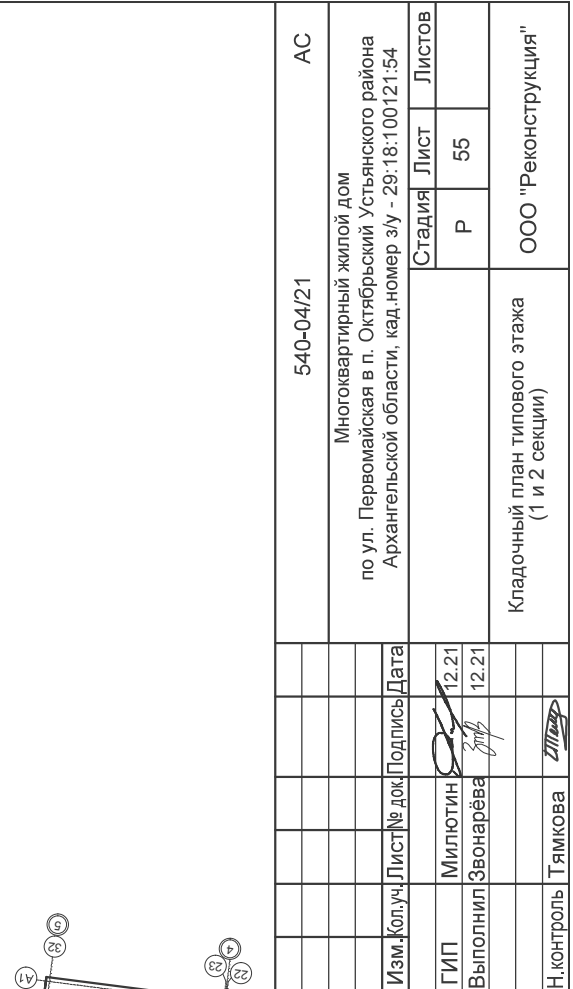 540-04/21 АС
Многоквартирный жилой дом
по ул. Первомайская в п. Октябрьский Устьянского района
Архангельской области, кад.номер з/у - 29:18:100121:54
Изм. Кол.уч. Лист № док. Подпись Дата
Стадия Лист Листов
ГИП Милютин 12.21
Р 55
Выполнил Звонарёва 12.21
Кладочный план типового этажа
(1 и 2 секции)
ООО "Реконструкция"
Н.контроль Тямкова
А1
32
5
23
22
4